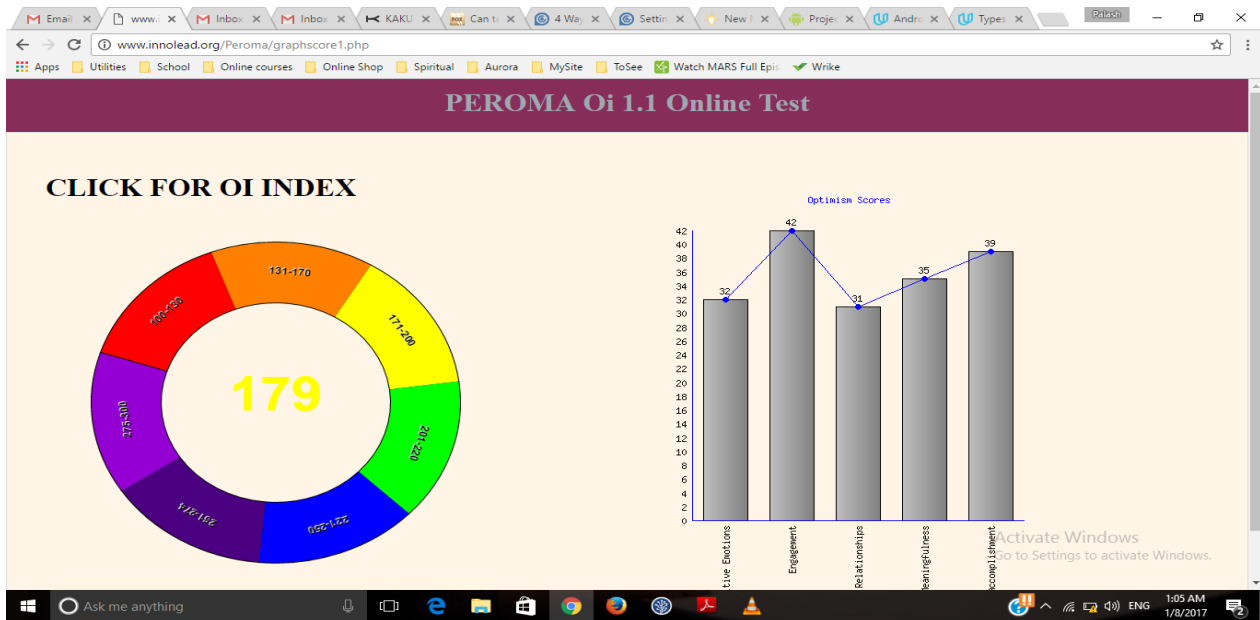 Email
www.i
Inbox
Inbox
KAKU
Can t
4 Way
Settin
New
Projec
Andro
Types
Palash
www.innolead.org/Peroma/graphscore1.php
Apps Utilities School Online courses Online Shop Spiritual Aurora MySite ToSee Watch MARS Full Epis Wrike
PEROMA Oi 1.1 Online Test
CLICK FOR OI INDEX
131-170
100-130
171-200
179
275-300
201-220
251-274
221-250
Optimism Scores
42
40
38
36
34
32
30
28
26
24
22
20
18
16
14
12
10
8
6
4
2
0
32
42
31
35
39
tive Emotions
Engagement
Relationships
Meaningfulness
Accomplishment
Activate Windows
Go to Settings to activate Windows.
Ask me anything
ENG
1:05 AM
1/8/2017
2